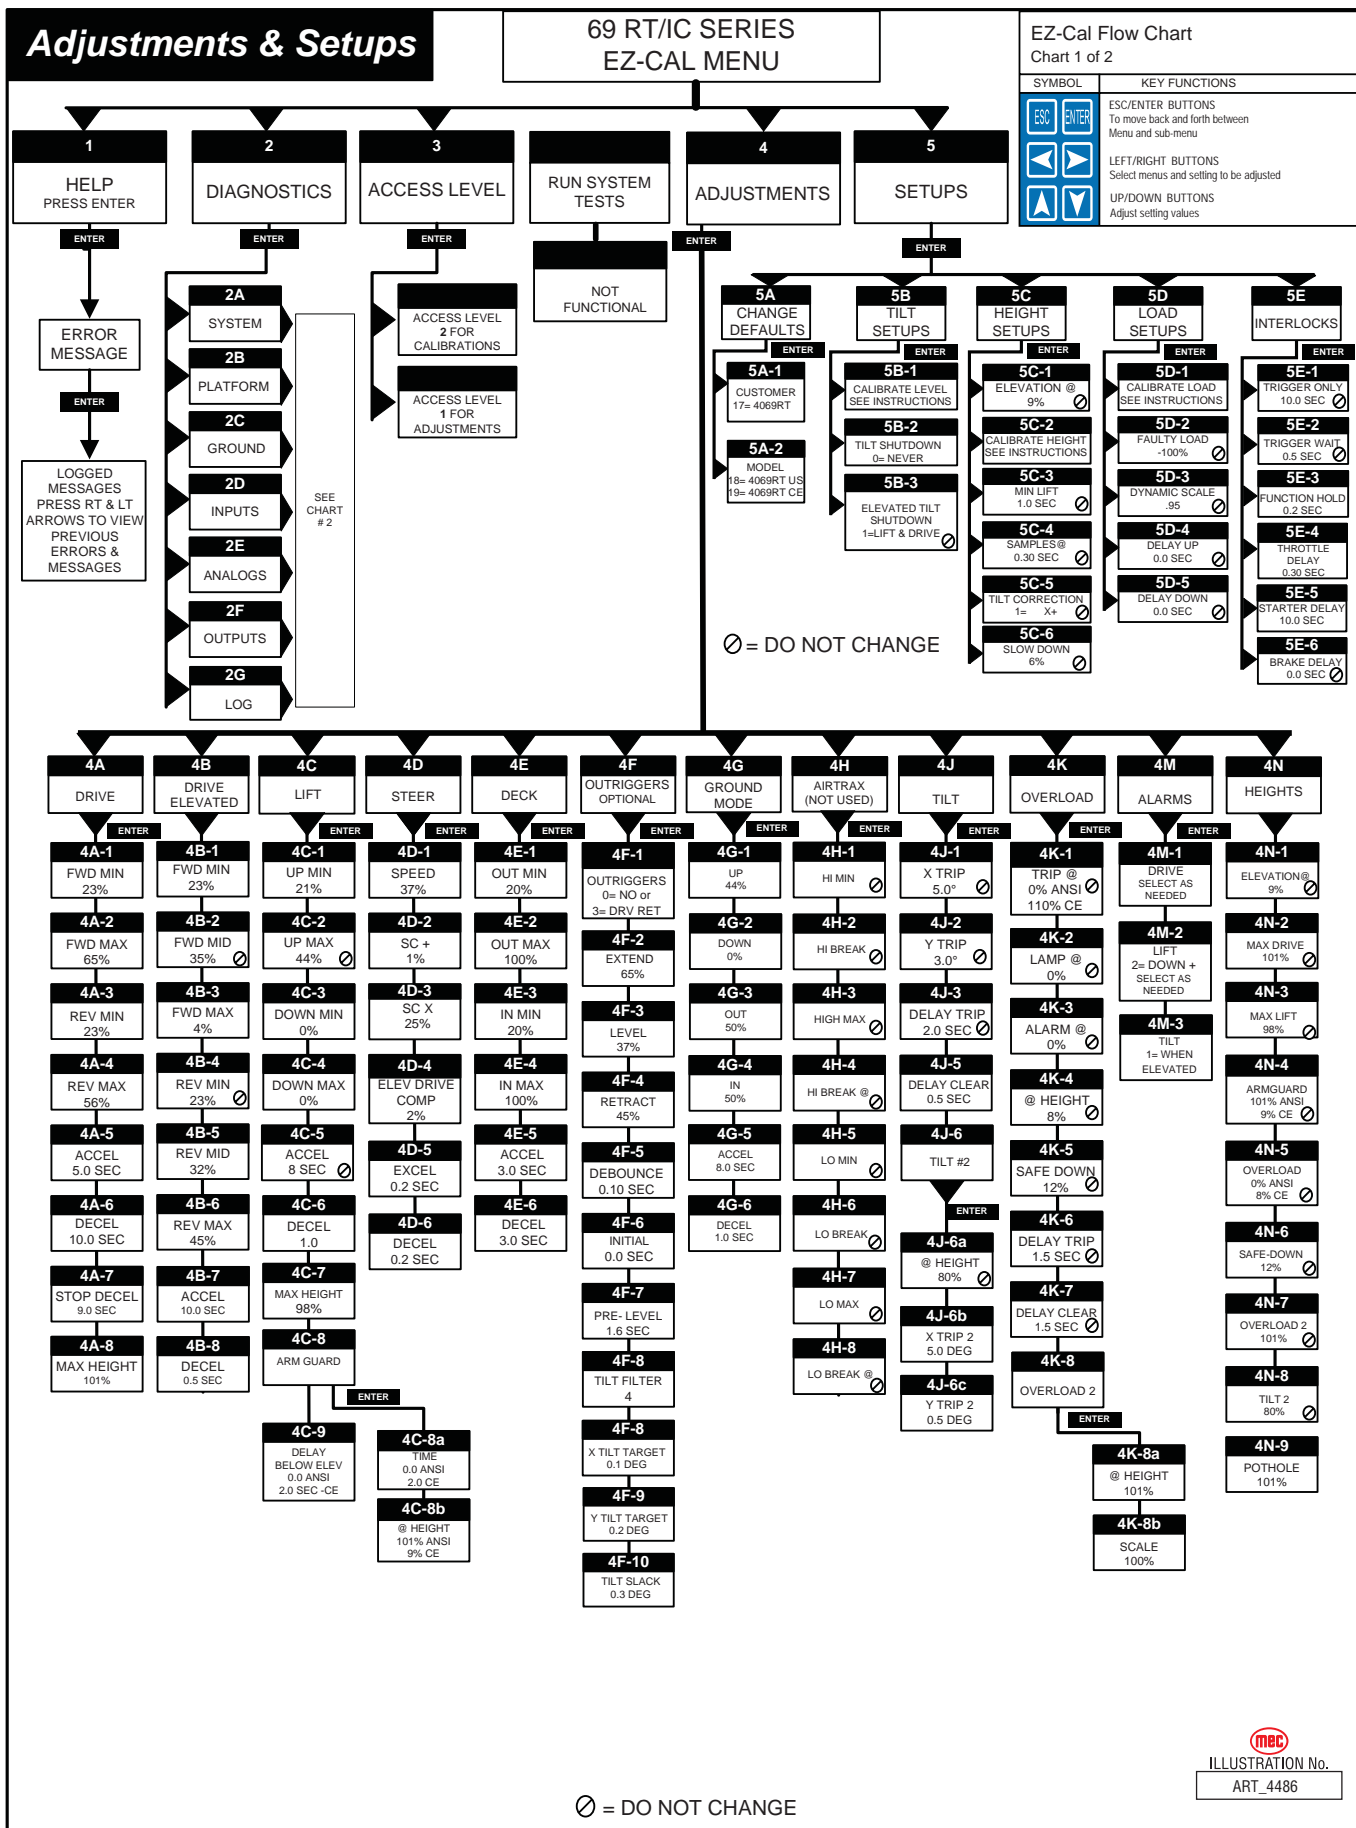 Adjustments & Setups
69 RT/IC SERIES
EZ-CAL MENU
EZ-Cal Flow Chart
Chart 1 of 2
SYMBOL
KEY FUNCTIONS
ESC
ENTER
ESC/ENTER BUTTONS
To move back and forth between
Menu and sub-menu
LEFT/RIGHT BUTTONS
Select menus and setting to be adjusted
UP/DOWN BUTTONS
Adjust setting values
1
HELP
PRESS ENTER
2
DIAGNOSTICS
3
ACCESS LEVEL
RUN SYSTEM
TESTS
4
ADJUSTMENTS
5
SETUPS
ENTER
ENTER
ENTER
ENTER
ENTER
ERROR
MESSAGE
ENTER
LOGGED
MESSAGES
PRESS RT & LT
ARROWS TO VIEW
PREVIOUS
ERRORS &
MESSAGES
2A
SYSTEM
2B
PLATFORM
2C
GROUND
2D
INPUTS
2E
ANALOGS
2F
OUTPUTS
2G
LOG
SEE
CHART
# 2
ACCESS LEVEL
2 FOR
CALIBRATIONS
ACCESS LEVEL
1 FOR
ADJUSTMENTS
NOT
FUNCTIONAL
5A
CHANGE
DEFAULTS
ENTER
5A-1
CUSTOMER
17= 4069RT
5A-2
MODEL
18= 4069RT US
19= 4069RT CE
5B
TILT
SETUPS
ENTER
5B-1
CALIBRATE LEVEL
SEE INSTRUCTIONS
5B-2
TILT SHUTDOWN
0= NEVER
5B-3
ELEVATED TILT
SHUTDOWN
1=LIFT & DRIVE
5C
HEIGHT
SETUPS
ENTER
5C-1
ELEVATION @
9%
5C-2
CALIBRATE HEIGHT
SEE INSTRUCTIONS
5C-3
MIN LIFT
1.0 SEC
5C-4
SAMPLES@
0.30 SEC
5C-5
TILT CORRECTION
1= X+
5C-6
SLOW DOWN
6%
5D
LOAD
SETUPS
ENTER
5D-1
CALIBRATE LOAD
SEE INSTRUCTIONS
5D-2
FAULTY LOAD
-100%
5D-3
DYNAMIC SCALE
.95
5D-4
DELAY UP
0.0 SEC
5D-5
DELAY DOWN
0.0 SEC
5E
INTERLOCKS
ENTER
5E-1
TRIGGER ONLY
10.0 SEC
5E-2
TRIGGER WAIT
0.5 SEC
5E-3
FUNCTION HOLD
0.2 SEC
5E-4
THROTTLE
DELAY
0.30 SEC
5E-5
STARTER DELAY
10.0 SEC
5E-6
BRAKE DELAY
0.0 SEC
= DO NOT CHANGE
4A
DRIVE
ENTER
4A-1
FWD MIN
23%
4A-2
FWD MAX
65%
4A-3
REV MIN
23%
4A-4
REV MAX
56%
4A-5
ACCEL
5.0 SEC
4A-6
DECEL
10.0 SEC
4A-7
STOP DECEL
9.0 SEC
4A-8
MAX HEIGHT
101%
4B
DRIVE
ELEVATED
ENTER
4B-1
FWD MIN
23%
4B-2
FWD MID
35%
4B-3
FWD MAX
4%
4B-4
REV MIN
23%
4B-5
REV MID
32%
4B-6
REV MAX
45%
4B-7
ACCEL
10.0 SEC
4B-8
DECEL
0.5 SEC
4C
LIFT
ENTER
4C-1
UP MIN
21%
4C-2
UP MAX
44%
4C-3
DOWN MIN
0%
4C-4
DOWN MAX
0%
4C-5
ACCEL
8 SEC
4C-6
DECEL
1.0
4C-7
MAX HEIGHT
98%
4C-8
ARM GUARD
ENTER
4C-9
DELAY
BELOW ELEV
0.0 ANSI
2.0 SEC -CE
4C-8a
TIME
0.0 ANSI
2.0 CE
4C-8b
@ HEIGHT
101% ANSI
9% CE
4D
STEER
ENTER
4D-1
SPEED
37%
4D-2
SC +
1%
4D-3
SC X
25%
4D-4
ELEV DRIVE
COMP
2%
4D-5
EXCEL
0.2 SEC
4D-6
DECEL
0.2 SEC
4E
DECK
ENTER
4E-1
OUT MIN
20%
4E-2
OUT MAX
100%
4E-3
IN MIN
20%
4E-4
IN MAX
100%
4E-5
ACCEL
3.0 SEC
4E-6
DECEL
3.0 SEC
4F
OUTRIGGERS
OPTIONAL
ENTER
4F-1
OUTRIGGERS
0= NO or
3= DRV RET
4F-2
EXTEND
65%
4F-3
LEVEL
37%
4F-4
RETRACT
45%
4F-5
DEBOUNCE
0.10 SEC
4F-6
INITIAL
0.0 SEC
4F-7
PRE- LEVEL
1.6 SEC
4F-8
TILT FILTER
4
4F-8
X TILT TARGET
0.1 DEG
4F-9
Y TILT TARGET
0.2 DEG
4F-10
TILT SLACK
0.3 DEG
4G
GROUND
MODE
ENTER
4G-1
UP
44%
4G-2
DOWN
0%
4G-3
OUT
50%
4G-4
IN
50%
4G-5
ACCEL
8.0 SEC
4G-6
DECEL
1.0 SEC
4H
AIRTRAX
(NOT USED)
ENTER
4H-1
HI MIN
4H-2
HI BREAK
4H-3
HIGH MAX
4H-4
HI BREAK @
4H-5
LO MIN
4H-6
LO BREAK
4H-7
LO MAX
4H-8
LO BREAK @
4J
TILT
ENTER
4J-1
X TRIP
5.0°
4J-2
Y TRIP
3.0°
4J-3
DELAY TRIP
2.0 SEC
4J-5
DELAY CLEAR
0.5 SEC
4J-6
TILT #2
ENTER
4J-6a
@ HEIGHT
80%
4J-6b
X TRIP 2
5.0 DEG
4J-6c
Y TRIP 2
0.5 DEG
4K
OVERLOAD
ENTER
4K-1
TRIP @
0% ANSI
110% CE
4K-2
LAMP @
0%
4K-3
ALARM @
0%
4K-4
@ HEIGHT
8%
4K-5
SAFE DOWN
12%
4K-6
DELAY TRIP
1.5 SEC
4K-7
DELAY CLEAR
1.5 SEC
4K-8
OVERLOAD 2
ENTER
4K-8a
@ HEIGHT
101%
4K-8b
SCALE
100%
4M
ALARMS
ENTER
4M-1
DRIVE
SELECT AS
NEEDED
4M-2
LIFT
2= DOWN +
SELECT AS
NEEDED
4M-3
TILT
1= WHEN
ELEVATED
4N
HEIGHTS
4N-1
ELEVATION@
9%
4N-2
MAX DRIVE
101%
4N-3
MAX LIFT
98%
4N-4
ARMGUARD
101% ANSI
9% CE
4N-5
OVERLOAD
0% ANSI
8% CE
4N-6
SAFE-DOWN
12%
4N-7
OVERLOAD 2
101%
4N-8
TILT 2
80%
4N-9
POTHOLE
101%
mec
ILLUSTRATION No.
ART_4486
= DO NOT CHANGE